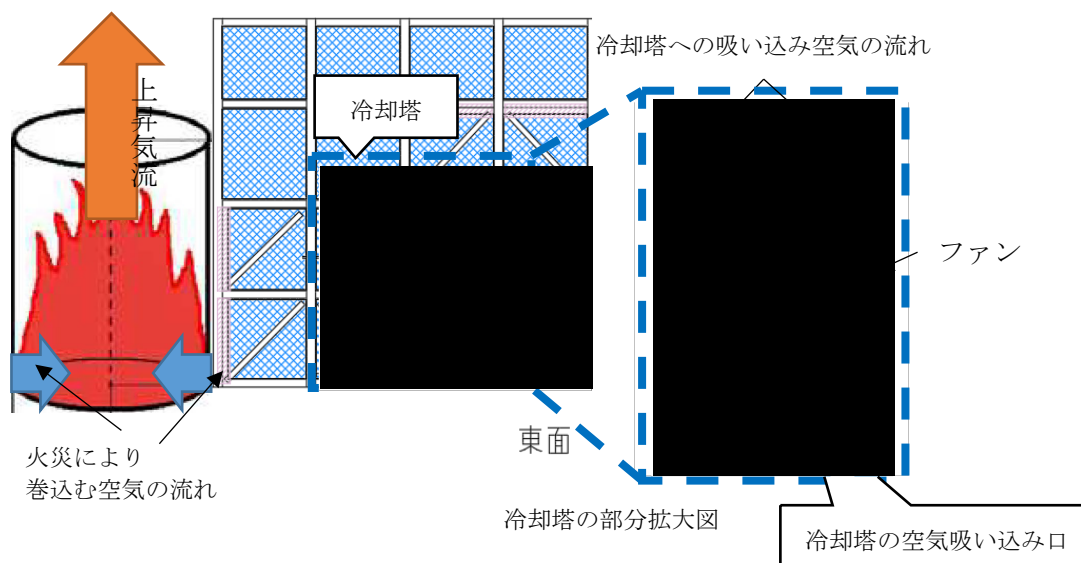 冷却塔への吸い込み空気の流れ
冷却塔
上昇気流
ファン
東面
火災により
巻込む空気の流れ
冷却塔の部分拡大図
冷却塔の空気吸い込み口